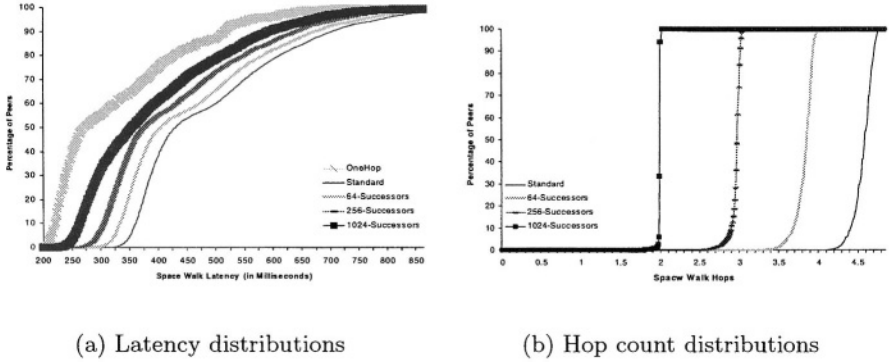 100
90
80
70
60
50
40
30
20
10
0
Percentage of Peers
200 250 300 350 400 450 500 550 600 650 700 750 800 850
Space Walk Latency (in Milliseconds)
OneHop
Standard
64-Successors
256-Successors
1024-Successors
(a) Latency distributions
100
90
80
70
60
50
40
30
20
10
0
Percentage of Peers
0 0.5 1 1.5 2 2.5 3 3.5 4 4.5
Spacw Walk Hops
Standard
64-Successors
256-Successors
1024-Successors
(b) Hop count distributions